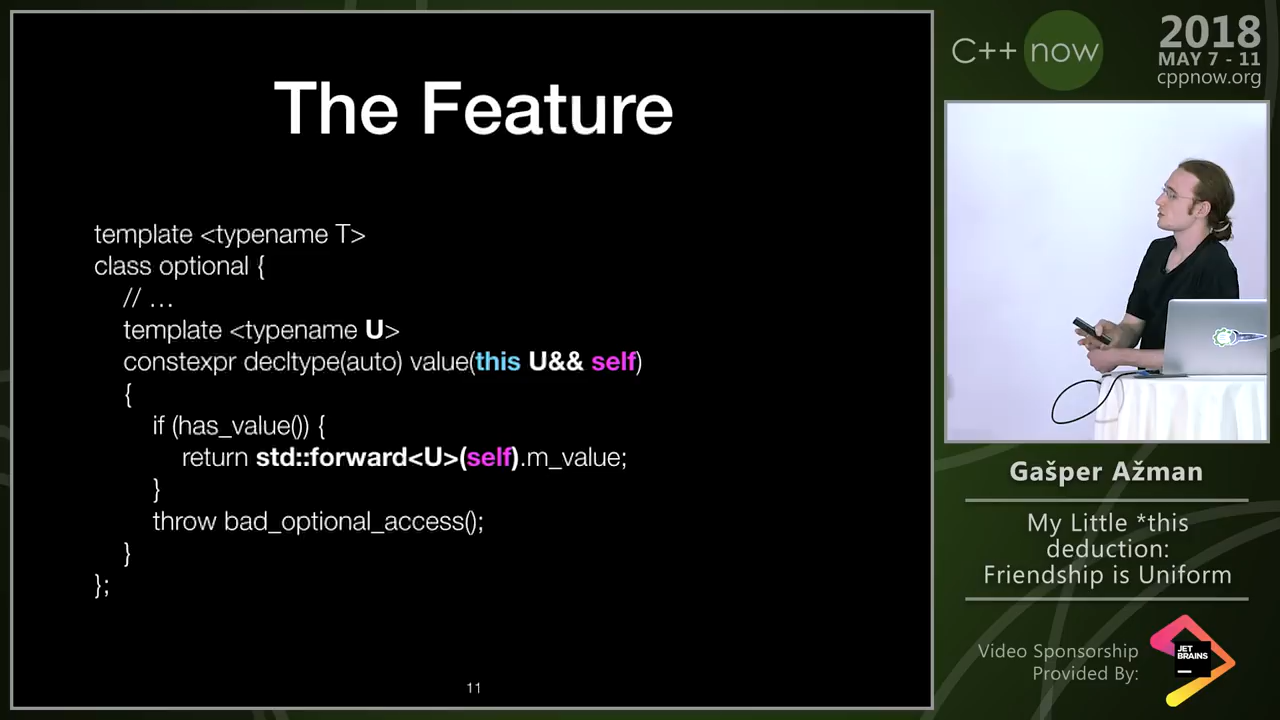 The Feature
template <typename T>
class optional {
// …
template <typename U>
constexpr decltype(auto) value(this U&& self)
{
if (has_value()) {
return std::forward<U>(self).m_value;
}
throw bad_optional_access();
}
};
11
C++ now
2018
MAY 7 - 11
cppnow.org
Gašper Ažman
My Little *this
deduction:
Friendship is Uniform
Video Sponsorship
Provided By:
JET
BRAINS